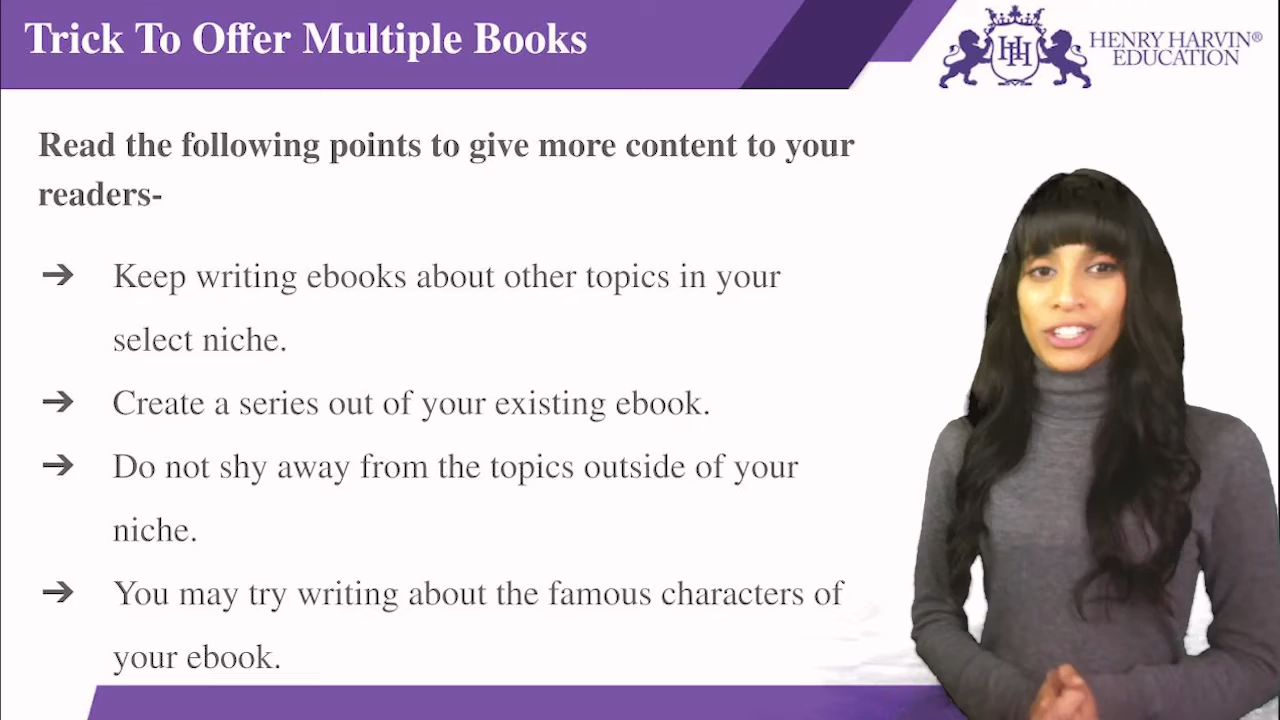 Trick To Offer Multiple Books
HENRY HARVIN®
EDUCATION
HH
Read the following points to give more content to your
readers-
➔ Keep writing ebooks about other topics in your
select niche.
➔ Create a series out of your existing ebook.
➔ Do not shy away from the topics outside of your
niche.
➔ You may try writing about the famous characters of
your ebook.